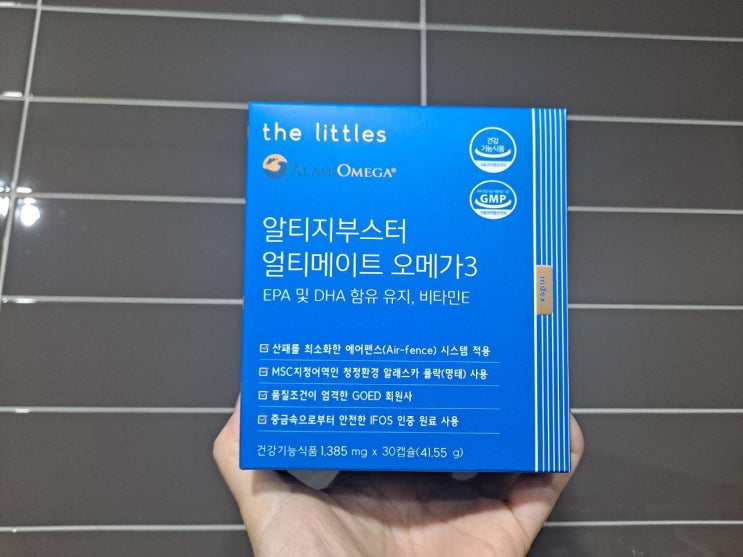 the littles
ALASKOMEGA®
건강
기능식품
GMP
알티지부스터
얼티메이트 오메가3
EPA 및 DHA 함유 유지, 비타민E
index
산패를 최소화한 에어펜스(Air-fence) 시스템 적용
MSC지정어역인 청정환경 알래스카 폴락(명태) 사용
품질조건이 엄격한 GOED 회원사
중금속으로부터 안전한 IFOS 인증 원료 사용
건강기능식품 1,385 mg x 30캡슐(41.55 g)